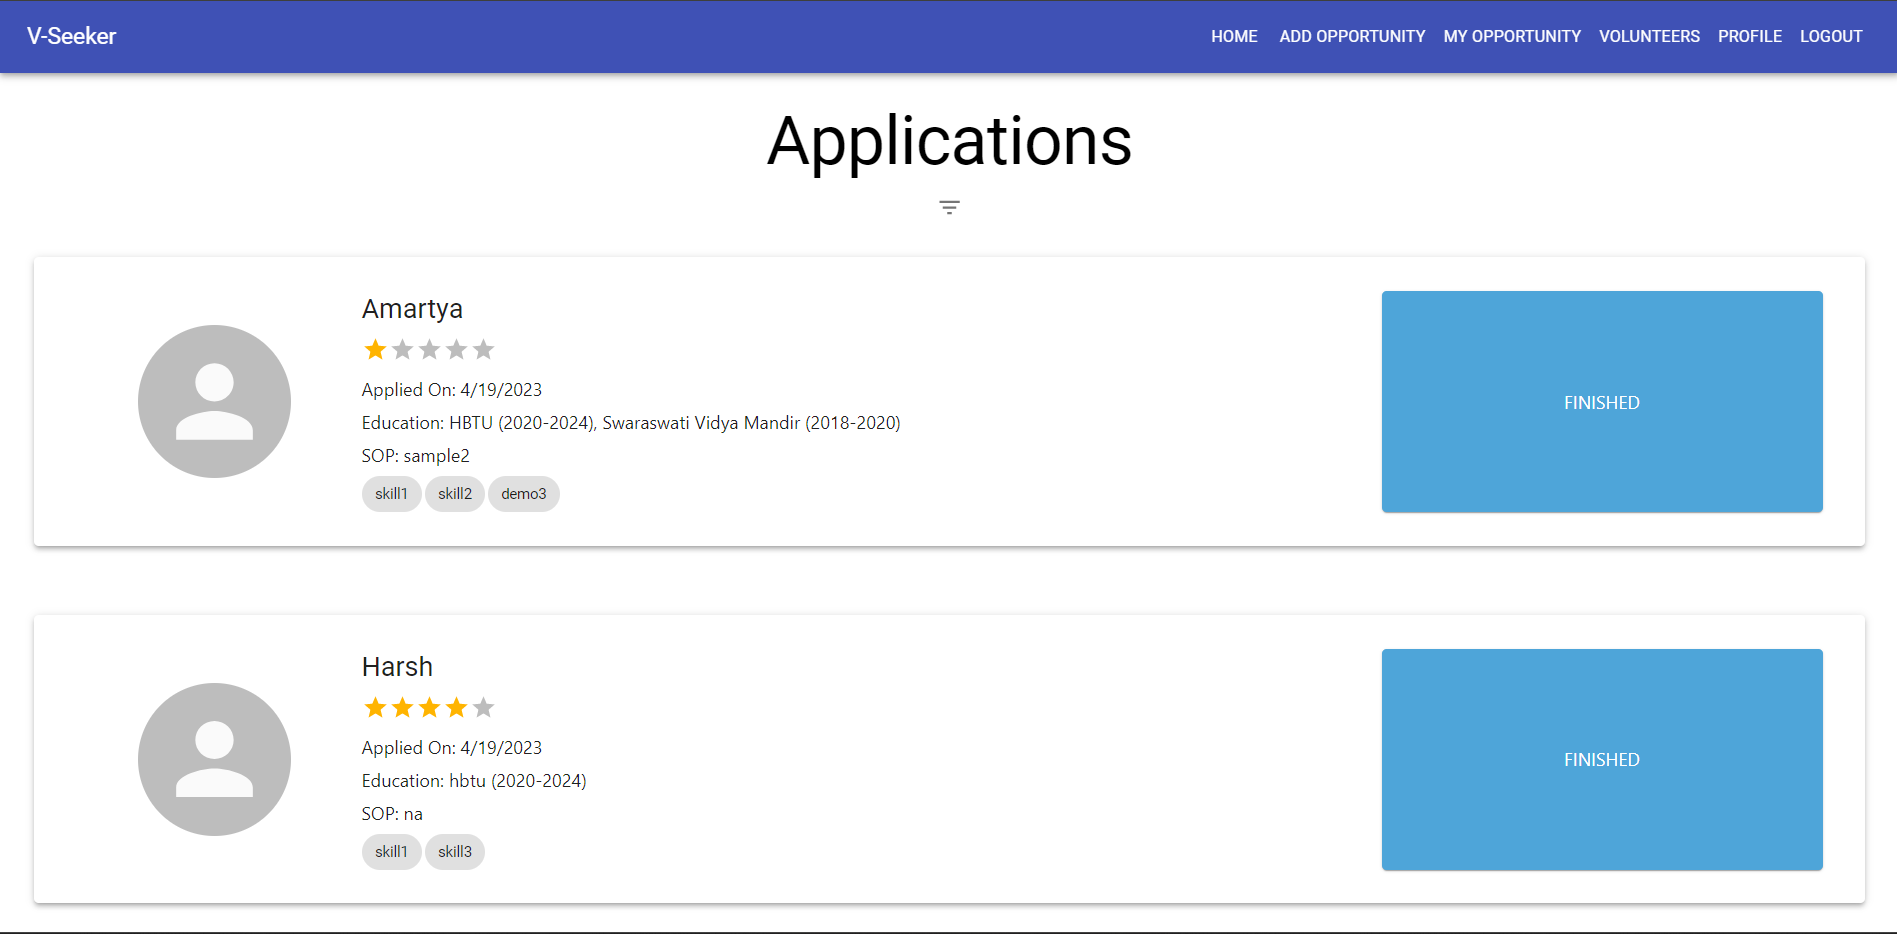 V-Seeker
HOME ADD OPPORTUNITY MY OPPORTUNITY VOLUNTEERS PROFILE LOGOUT
Applications
Amartya
Applied On: 4/19/2023
Education: HBTU (2020-2024), Swaraswati Vidya Mandir (2018-2020)
SOP: sample2
skill1 skill2 demo3
FINISHED
Harsh
Applied On: 4/19/2023
Education: hbtu (2020-2024)
SOP: na
skill1 skill3
FINISHED